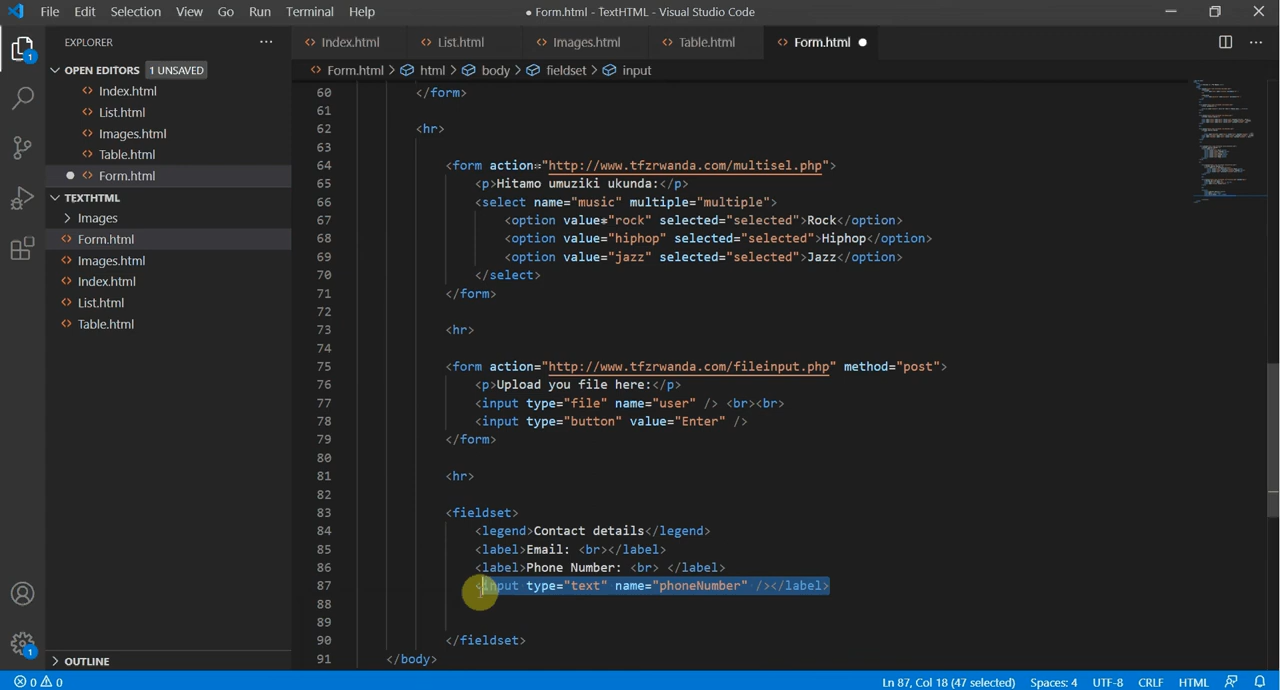 File Edit Selection View Go Run Terminal Help
● Form.html - TextHTML - Visual Studio Code
EXPLORER
OPEN EDITORS 1 UNSAVED
Index.html
List.html
Images.html
Table.html
Form.html
TEXTHTML
Images
Form.html
Images.html
Index.html
List.html
Table.html
OUTLINE
Index.html List.html Images.html Table.html Form.html
Form.html > html > body > fieldset > input
60 </form>
61
62 <hr>
63
64 <form action="http://www.tfzrwanda.com/multisel.php">
65 <p>Hitamo umuziki ukunda:</p>
66 <select name="music" multiple="multiple">
67 <option value="rock" selected="selected">Rock</option>
68 <option value="hiphop" selected="selected">Hiphop</option>
69 <option value="jazz" selected="selected">Jazz</option>
70 </select>
71 </form>
72
73 <hr>
74
75 <form action="http://www.tfzrwanda.com/fileinput.php" method="post">
76 <p>Upload you file here:</p>
77 <input type="file" name="user" /> <br><br>
78 <input type="button" value="Enter" />
79 </form>
80
81 <hr>
82
83 <fieldset>
84 <legend>Contact details</legend>
85 <label>Email: <br></label>
86 <label>Phone Number: <br> </label>
87 <input type="text" name="phoneNumber" /></label>
88
89
90 </fieldset>
91 </body>
1
1
0 0
Ln 87, Col 18 (47 selected) Spaces: 4 UTF-8 CRLF HTML